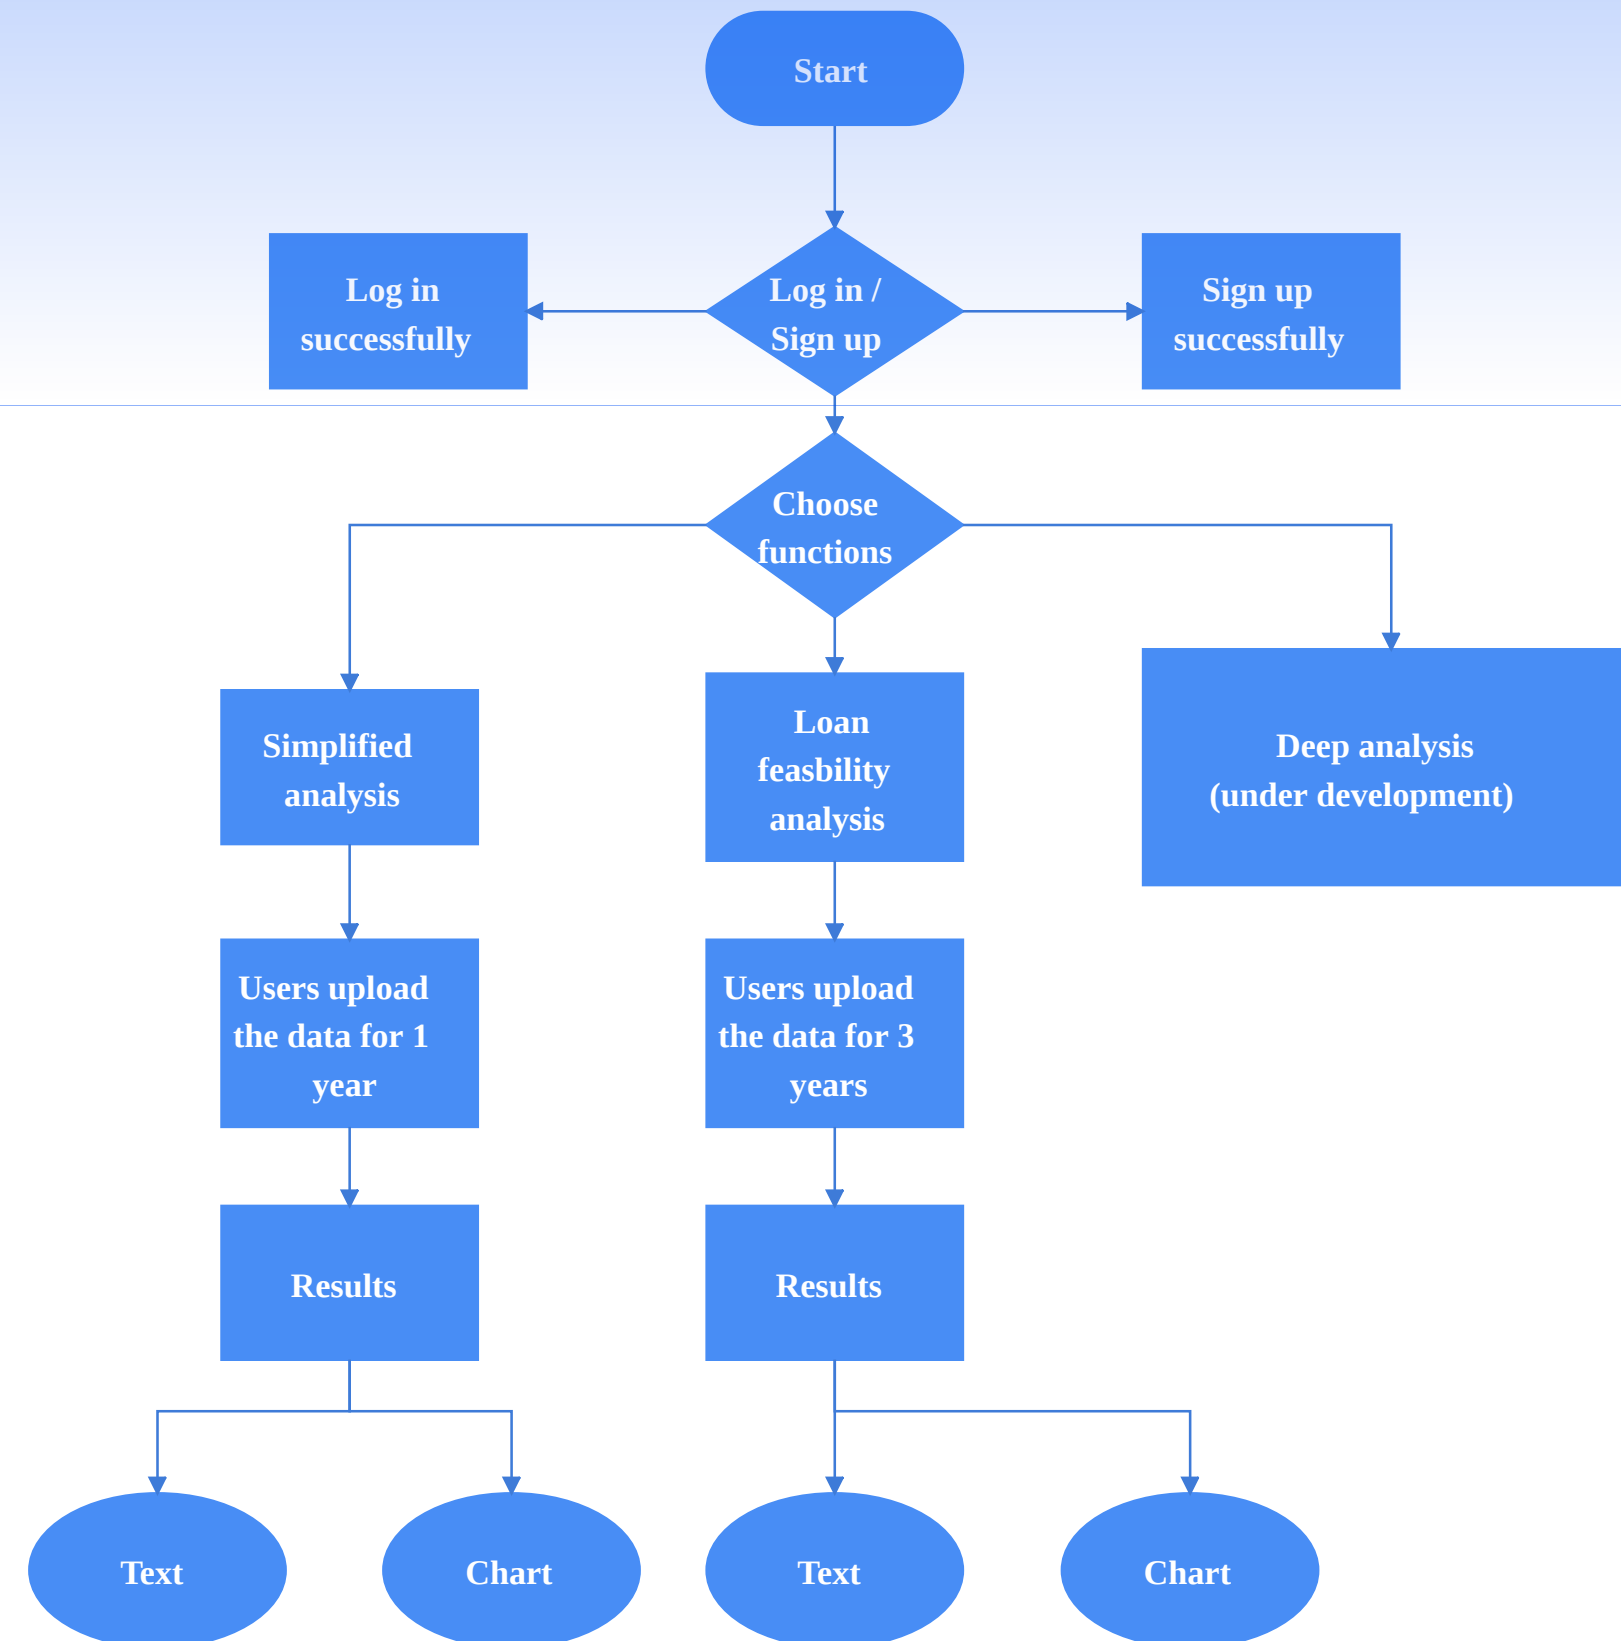 Start
Log in
successfully
Log in /
Sign up
Sign up
successfully
Choose
functions
Simplified
analysis
Loan
feasbility
analysis
Deep analysis
(under development)
Users upload
the data for 1
year
Users upload
the data for 3
years
Results
Results
Text
Chart
Text
Chart